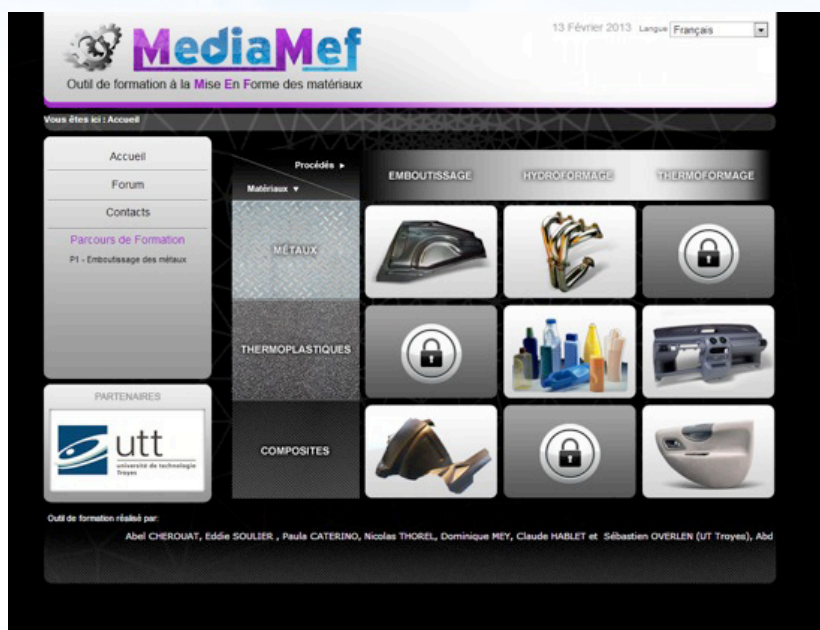 MediaMef
Outil de formation à la Mise En Forme des matériaux
13 Février 2013 Langue Français
Vous êtes ici : Accueil
Accueil
Forum
Contacts
Parcours de Formation
P1 - Emboutissage des métaux
Procédés
Matériaux
EMBOUTISSAGE
HYDROFORMAGE
THERMOFORMAGE
MÉTAUX
THERMOPLASTIQUES
COMPOSITES
PARTENAIRES
utt
université de technologie
Troyes
Outil de formation réalisé par:
Abel CHEROUAT, Eddie SOULIER , Paula CATERINO, Nicolas THOREL, Dominique MEY, Claude HABLET et Sébastien OVERLEN (UT Troyes), Abd